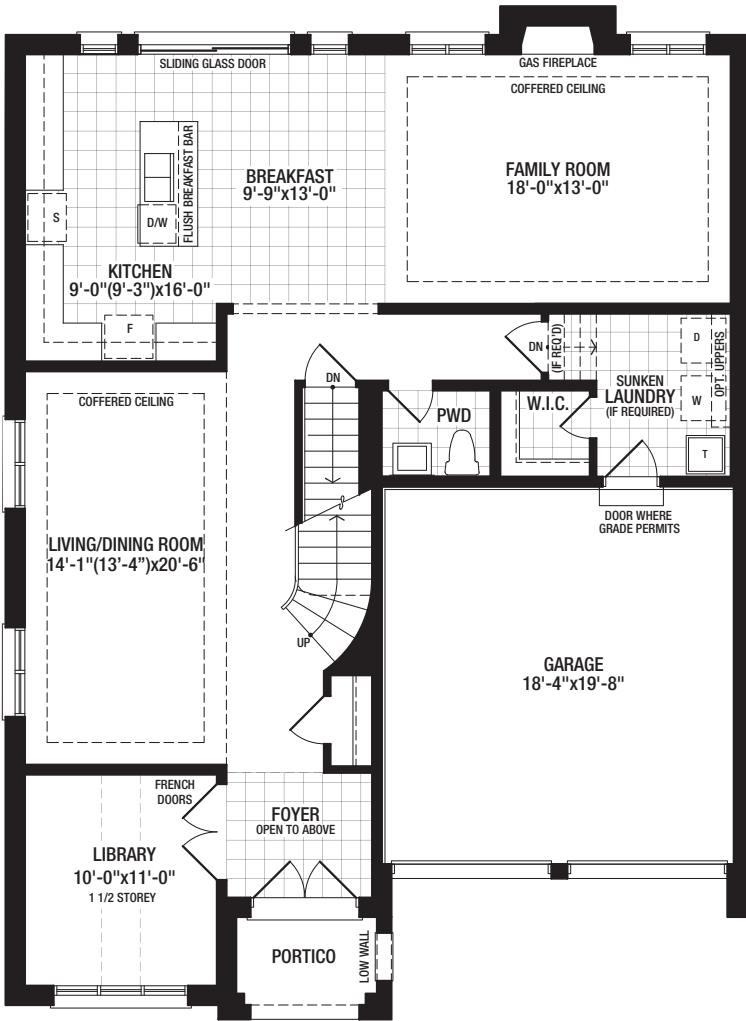 SLIDING GLASS DOOR
GAS FIREPLACE
COFFERED CEILING
FAMILY ROOM
18'-0"x13'-0"
BREAKFAST
9'-9"x13'-0"
FLUSH BREAKFAST BAR
D/W
S
KITCHEN
9'-0"(9'-3")x16'-0"
F
DN
(IF REQ'D)
D
OPT. UPPERS
W
SUNKEN
LAUNDRY
(IF REQUIRED)
T
W.I.C.
PWD
DN
COFFERED CEILING
LIVING/DINING ROOM
14'-1"(13'-4")x20'-6"
UP
DOOR WHERE
GRADE PERMITS
GARAGE
18'-4"x19'-8"
FRENCH
DOORS
FOYER
OPEN TO ABOVE
LIBRARY
10'-0"x11'-0"
1 1/2 STOREY
PORTICO
LOW WALL